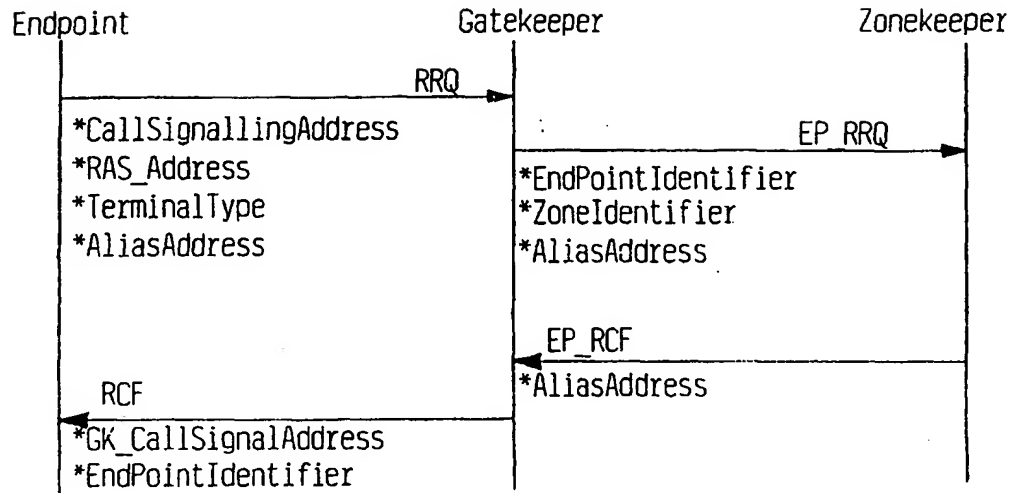 Endpoint Gatekeeper Zonekeeper
RRQ
*CallSignallingAddress
*RAS_Address
*TerminalType
*AliasAddress
EP_RRQ
*EndPointIdentifier
*ZoneIdentifier
*AliasAddress
EP_RCF
*AliasAddress
RCF
*GK_CallSignalAddress
*EndPointIdentifier